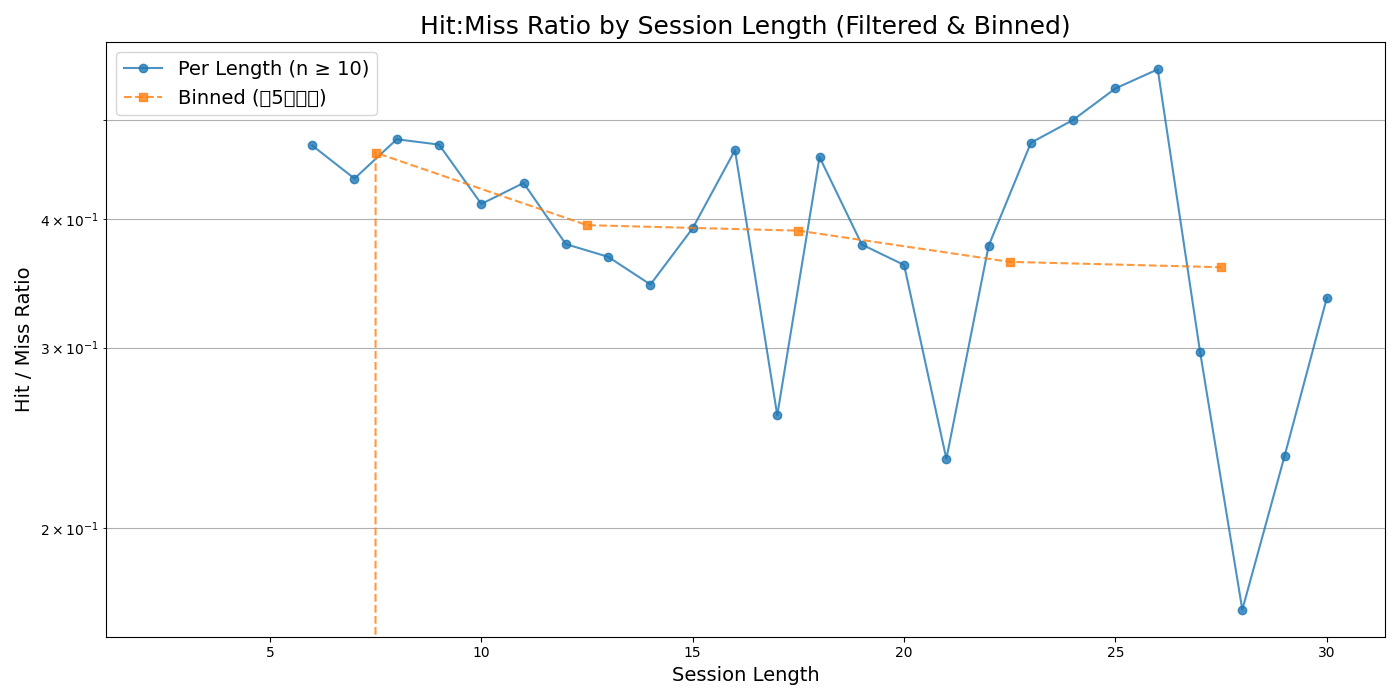 Hit:Miss Ratio by Session Length (Filtered & Binned)
Per Length (n ≥ 10)
Binned (▯5▯▯▯)
Hit / Miss Ratio
4 × 10⁻¹
3 × 10⁻¹
2 × 10⁻¹
5 10 15 20 25 30
Session Length